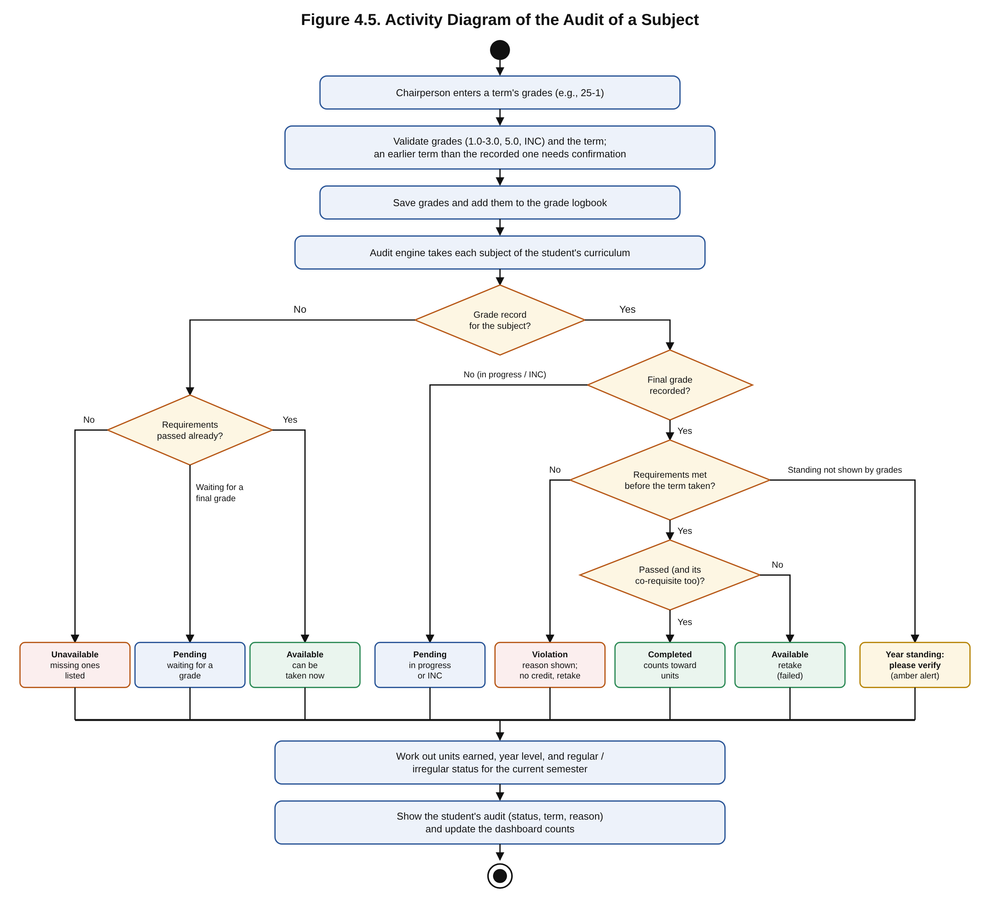 Figure 4.5. Activity Diagram of the Audit of a Subject
Chairperson enters a term's grades (e.g., 25-1)
Validate grades (1.0-3.0, 5.0, INC) and the term;
an earlier term than the recorded one needs confirmation
Save grades and add them to the grade logbook
Audit engine takes each subject of the student's curriculum
Grade record
for the subject?
No
Yes
Final grade
recorded?
No (in progress / INC)
Yes
Requirements
passed already?
No
Yes
Waiting for a
final grade
Requirements met
before the term taken?
No
Standing not shown by grades
Yes
Passed (and its
co-requisite too)?
No
Yes
Unavailable
missing ones
listed
Pending
waiting for a
grade
Available
can be
taken now
Pending
in progress
or INC
Violation
reason shown;
no credit, retake
Completed
counts toward
units
Available
retake
(failed)
Year standing:
please verify
(amber alert)
Work out units earned, year level, and regular /
irregular status for the current semester
Show the student's audit (status, term, reason)
and update the dashboard counts